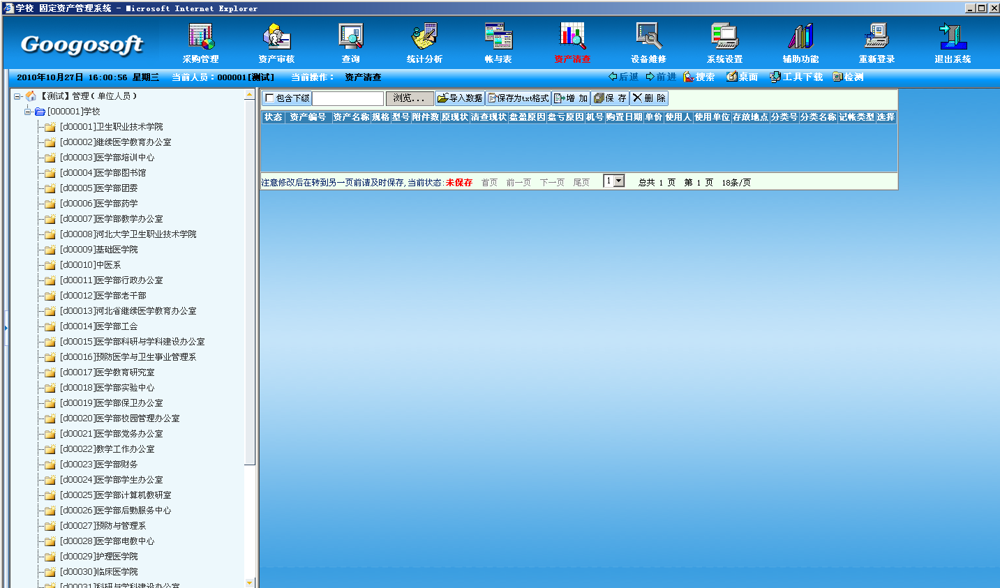 学校 固定资产管理系统 - Microsoft Internet Explorer
Googosoft
采购管理 资产审核 查询 统计分析 帐与表 资产清查 设备维修 系统设置 辅助功能 重新登录 退出系统
2010年10月27日 16:00:56 星期三 当前人员：000001[测试] 当前操作： 资产清查 后退 前进 搜索 桌面 工具下载 检测
【测试】管理（单位人员）
[000001]学校
[d00001]卫生职业技术学院
[d00002]继续医学教育办公室
[d00003]医学部培训中心
[d00004]医学部图书馆
[d00005]医学部团委
[d00006]医学部药学
[d00007]医学部教学办公室
[d00008]河北大学卫生职业技术学院
[d00009]基础医学院
[d00010]中医系
[d00011]医学部行政办公室
[d00012]医学部老干部
[d00013]河北省继续医学教育办公室
[d00014]医学部工会
[d00015]医学部科研与学科建设办公室
[d00016]预防医学与卫生事业管理系
[d00017]医学教育研究室
[d00018]医学部实验中心
[d00019]医学部保卫办公室
[d00020]医学部校园管理办公室
[d00021]医学部党务办公室
[d00022]教学工作办公室
[d00023]医学部财务
[d00024]医学部学生办公室
[d00025]医学部计算机教研室
[d00026]医学部后勤服务中心
[d00027]预防与管理系
[d00028]医学部电教中心
[d00029]护理医学院
[d00030]临床医学院
[d00031]科研与学科建设办公室
包含下级 浏览... 导入数据 保存为txt格式 增 加 保 存 删 除
状态 资产编号 资产名称 规格 型号 附件数 原现状 清查现状 盘盈原因 盘亏原因 机号 购置日期 单价 使用人 使用单位 存放地点 分类号 分类名称 记帐类型 选择
注意修改后在转到另一页前请及时保存,当前状态:未保存 首页 前一页 下一页 尾页 1 总共 1 页 第 1 页 18条/页